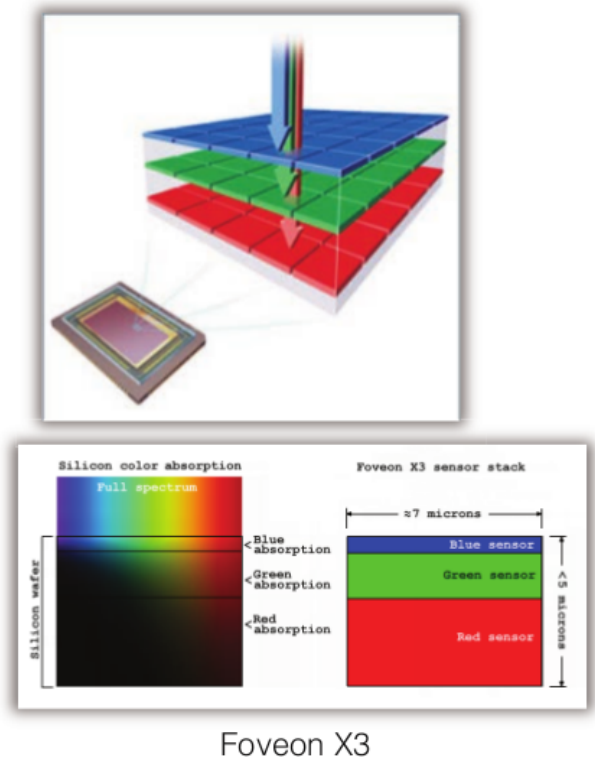 Silicon color absorption
Full spectrum
Blue
absorption
Green
absorption
Red
absorption
Silicon wafer
Foveon X3 sensor stack
≈7 microns
Blue sensor
Green sensor
Red sensor
<5 microns
Foveon X3